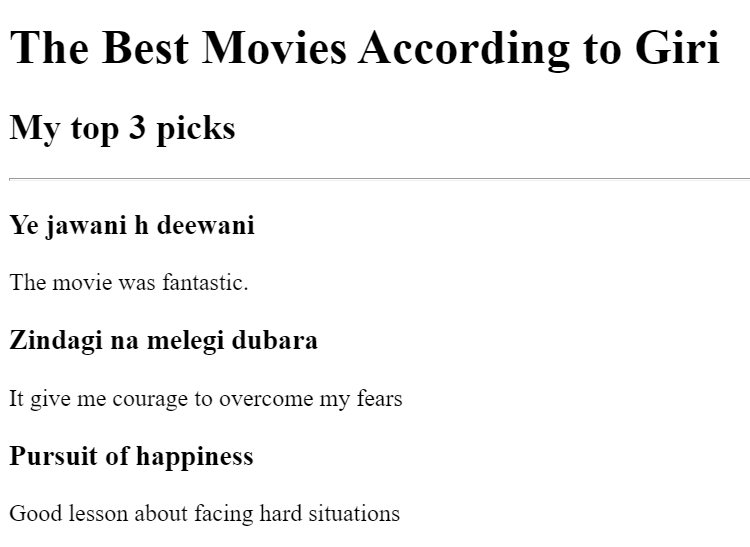 The Best Movies According to Giri
My top 3 picks
Ye jawani h deewani
The movie was fantastic.
Zindagi na melegi dubara
It give me courage to overcome my fears
Pursuit of happiness
Good lesson about facing hard situations